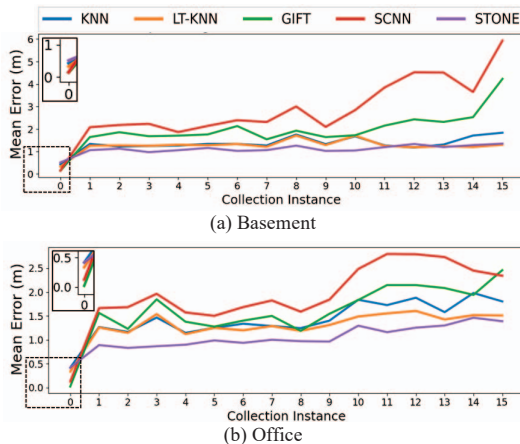 KNN LT-KNN GIFT SCNN STONE
6
5
4
3
2
1
0
1
0
0
Mean Error (m)
0 1 2 3 4 5 6 7 8 9 10 11 12 13 14 15
Collection Instance
(a) Basement
2.5
2.0
1.5
1.0
0.5
0.0
0.5
0.0
0
Mean Error (m)
0 1 2 3 4 5 6 7 8 9 10 11 12 13 14 15
Collection Instance
(b) Office